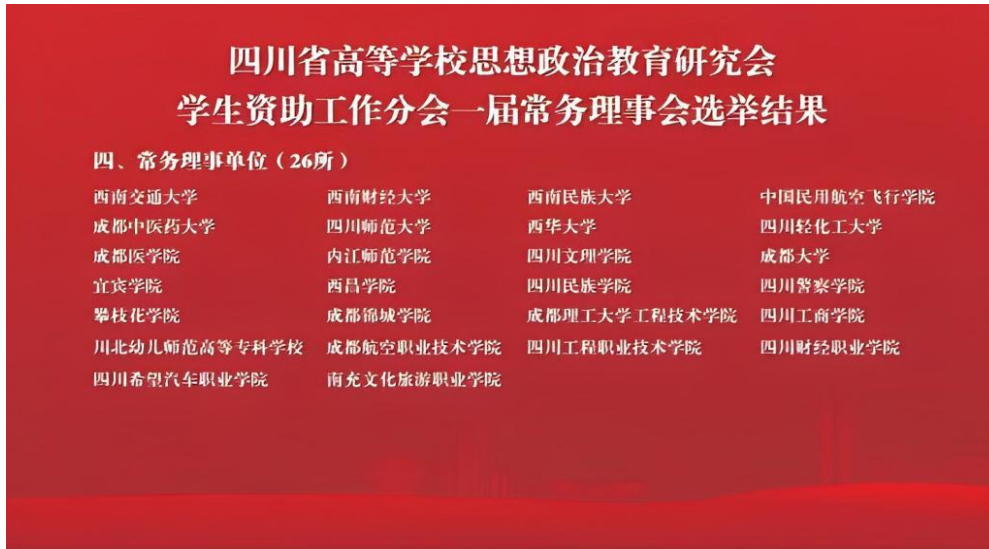 四川省高等学校思想政治教育研究会
学生资助工作分会一届常务理事会选举结果
四、常务理事单位（26所）
西南交通大学 西南财经大学 西南民族大学 中国民用航空飞行学院
成都中医药大学 四川师范大学 西华大学 四川轻化工大学
成都医学院 内江师范学院 四川文理学院 成都大学
宜宾学院 西昌学院 四川民族学院 四川警察学院
攀枝花学院 成都锦城学院 成都理工大学工程技术学院 四川工商学院
川北幼儿师范高等专科学校 成都航空职业技术学院 四川工程职业技术学院 四川财经职业学院
四川希望汽车职业学院 南充文化旅游职业学院